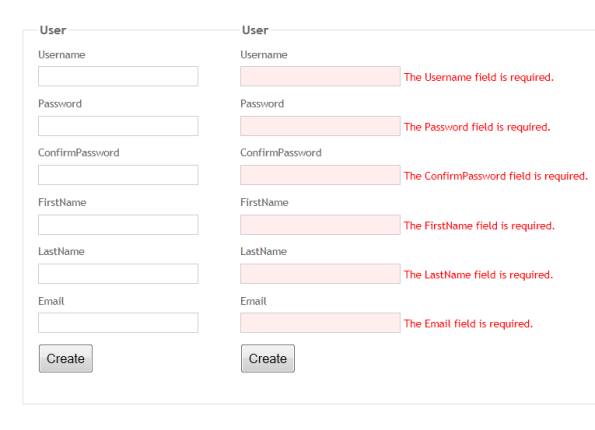 User
Username
Password
ConfirmPassword
FirstName
LastName
Email
Create
User
Username
The Username field is required.
Password
The Password field is required.
ConfirmPassword
The ConfirmPassword field is required.
FirstName
The FirstName field is required.
LastName
The LastName field is required.
Email
The Email field is required.
Create